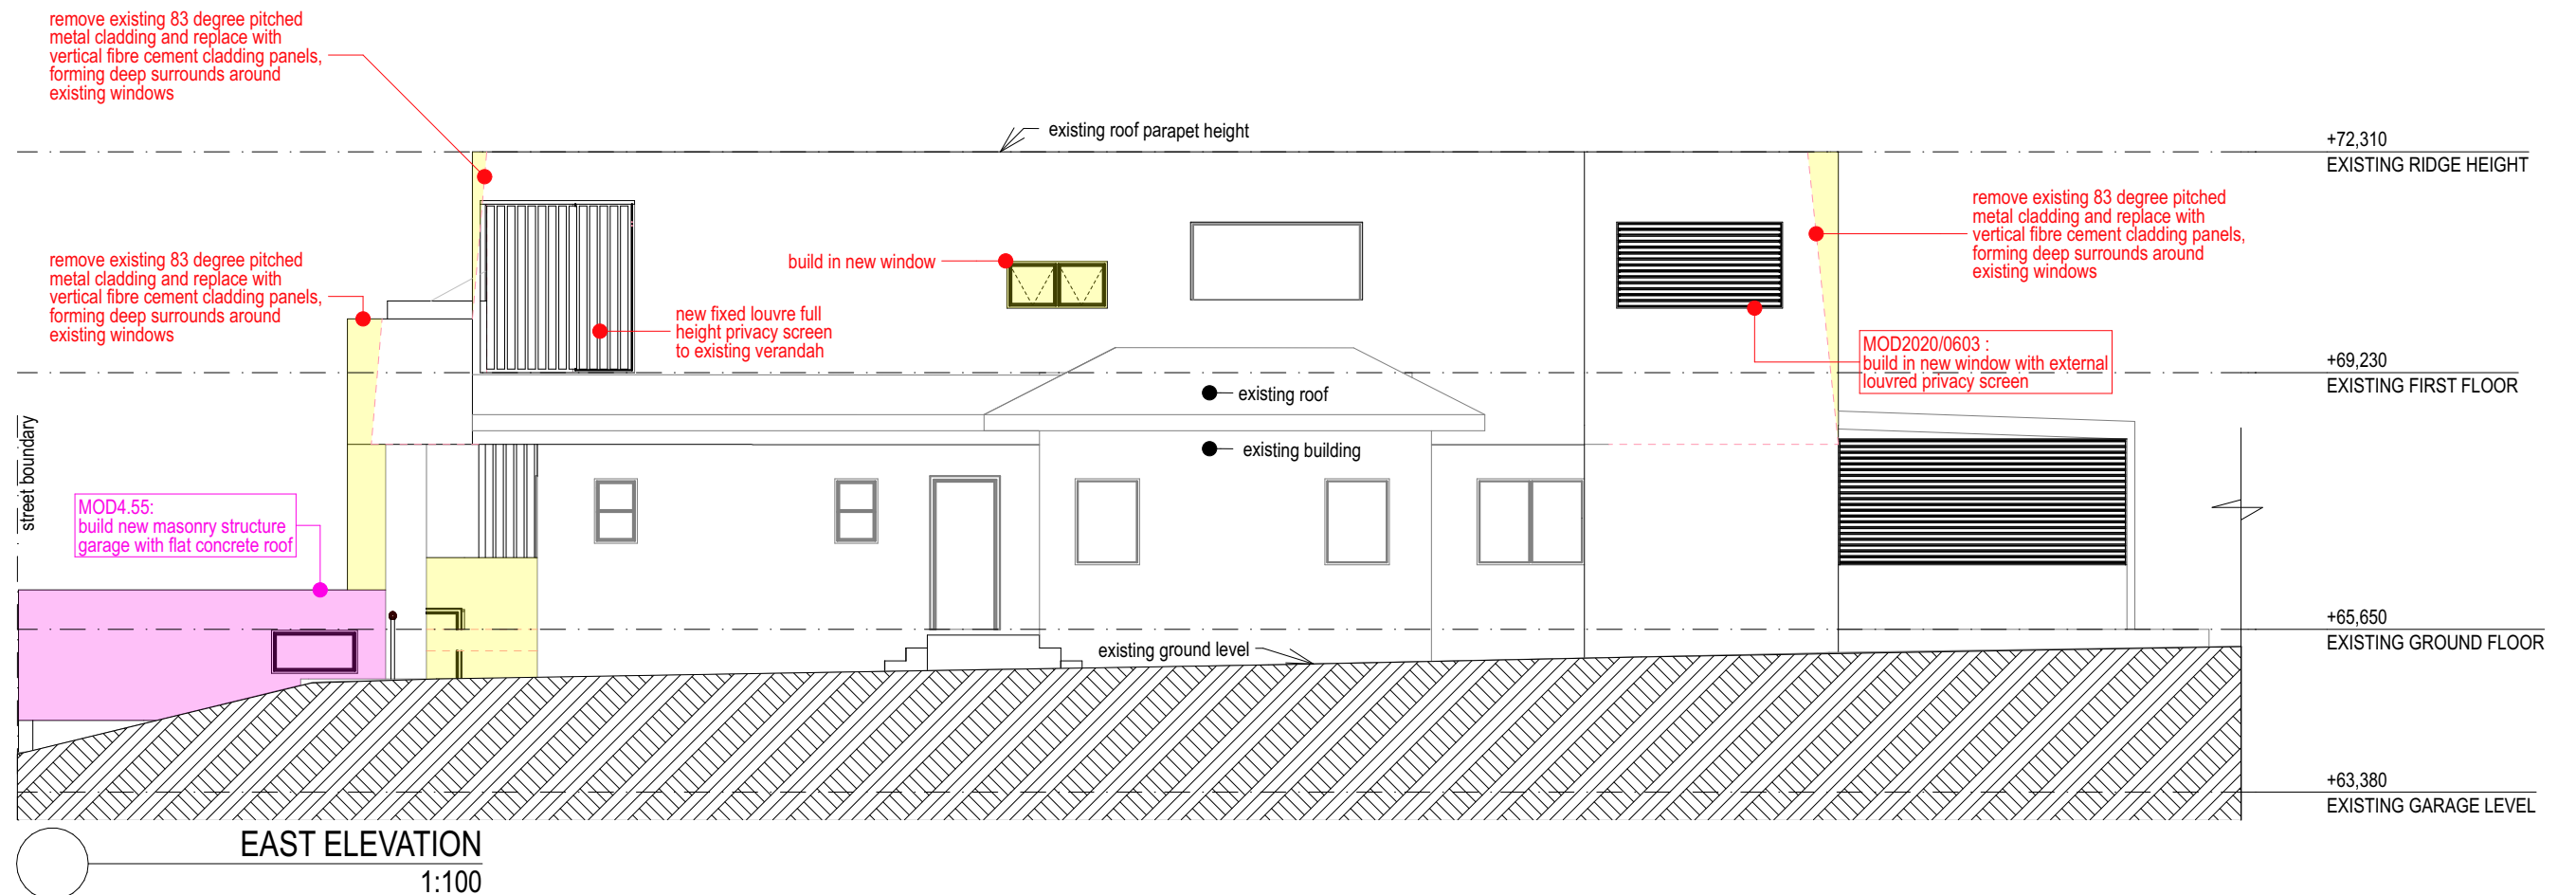 remove existing 83 degree pitched
metal cladding and replace with
vertical fibre cement cladding panels,
forming deep surrounds around
existing windows
existing roof parapet height
+72,310
EXISTING RIDGE HEIGHT
remove existing 83 degree pitched
metal cladding and replace with
vertical fibre cement cladding panels,
forming deep surrounds around
existing windows
remove existing 83 degree pitched
metal cladding and replace with
vertical fibre cement cladding panels,
forming deep surrounds around
existing windows
build in new window
new fixed louvre full
height privacy screen
to existing verandah
MOD2020/0603 :
build in new window with external
louvred privacy screen
+69,230
EXISTING FIRST FLOOR
existing roof
existing building
street boundary
MOD4.55:
build new masonry structure
garage with flat concrete roof
+65,650
EXISTING GROUND FLOOR
existing ground level
+63,380
EXISTING GARAGE LEVEL
EAST ELEVATION
1:100